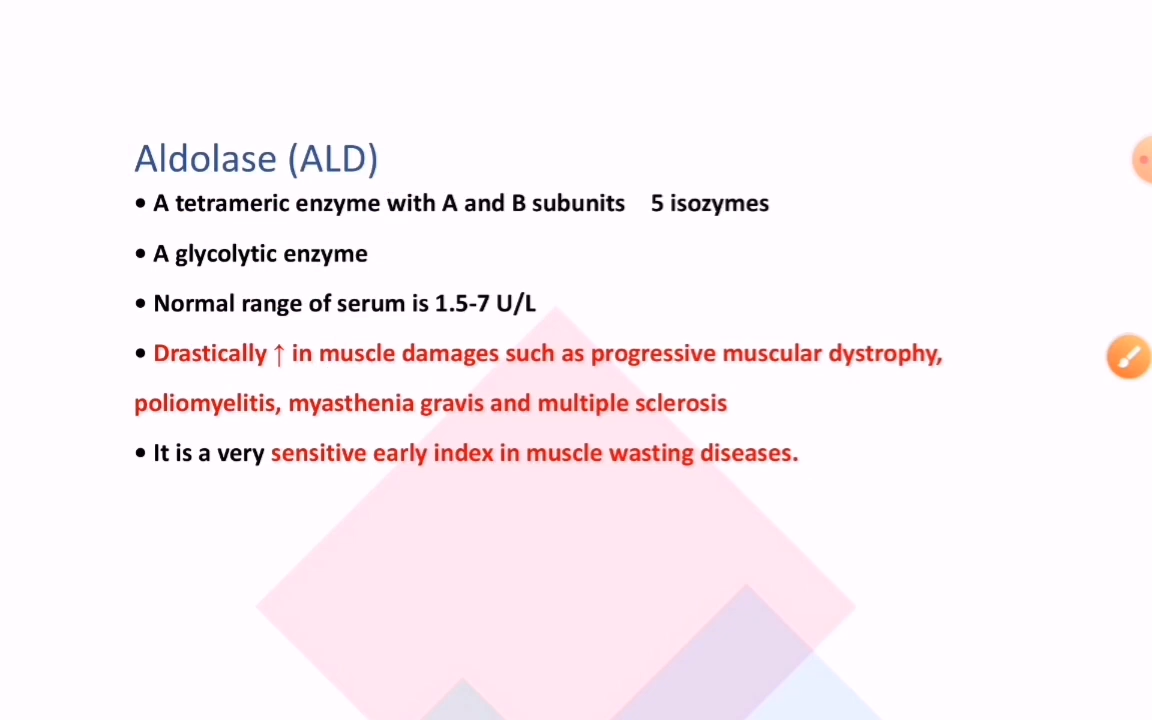 Aldolase (ALD)
• A tetrameric enzyme with A and B subunits 5 isozymes
• A glycolytic enzyme
• Normal range of serum is 1.5-7 U/L
• Drastically ↑ in muscle damages such as progressive muscular dystrophy,
poliomyelitis, myasthenia gravis and multiple sclerosis
• It is a very sensitive early index in muscle wasting diseases.